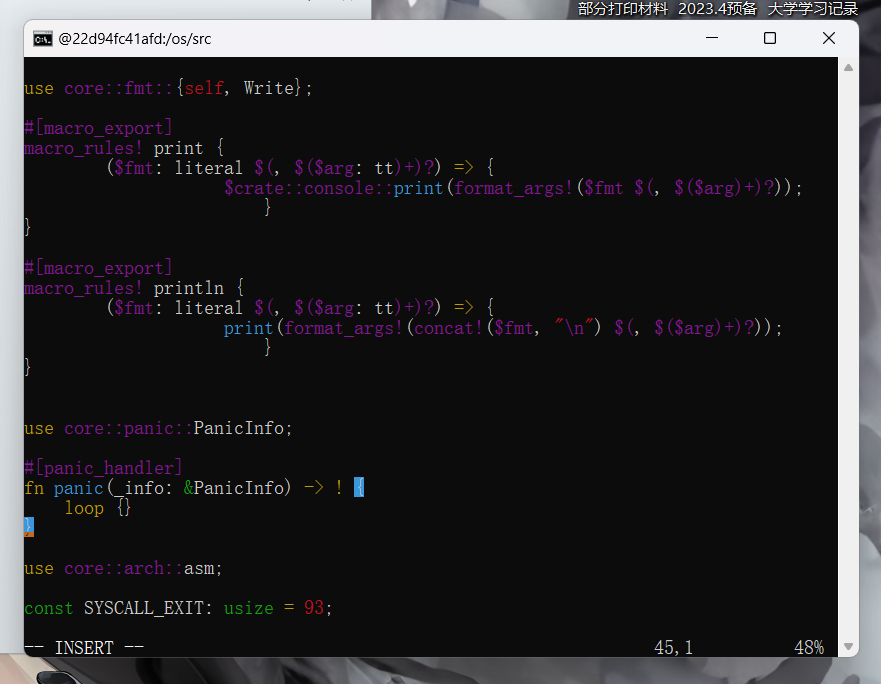 部分打印材料 2023.4预备 大学学习记录
@22d94fc41afd:/os/src
use core::fmt::{self, Write};
#[macro_export]
macro_rules! print {
($fmt: literal $(, $($arg: tt)+)?) => {
$crate::console::print(format_args!($fmt $(, $($arg)+)?));
}
}
#[macro_export]
macro_rules! println {
($fmt: literal $(, $($arg: tt)+)?) => {
print(format_args!(concat!($fmt, "\n") $(, $($arg)+)?));
}
}
use core::panic::PanicInfo;
#[panic_handler]
fn panic(_info: &PanicInfo) -> ! {
loop {}
}
use core::arch::asm;
const SYSCALL_EXIT: usize = 93;
-- INSERT -- 45,1 48%